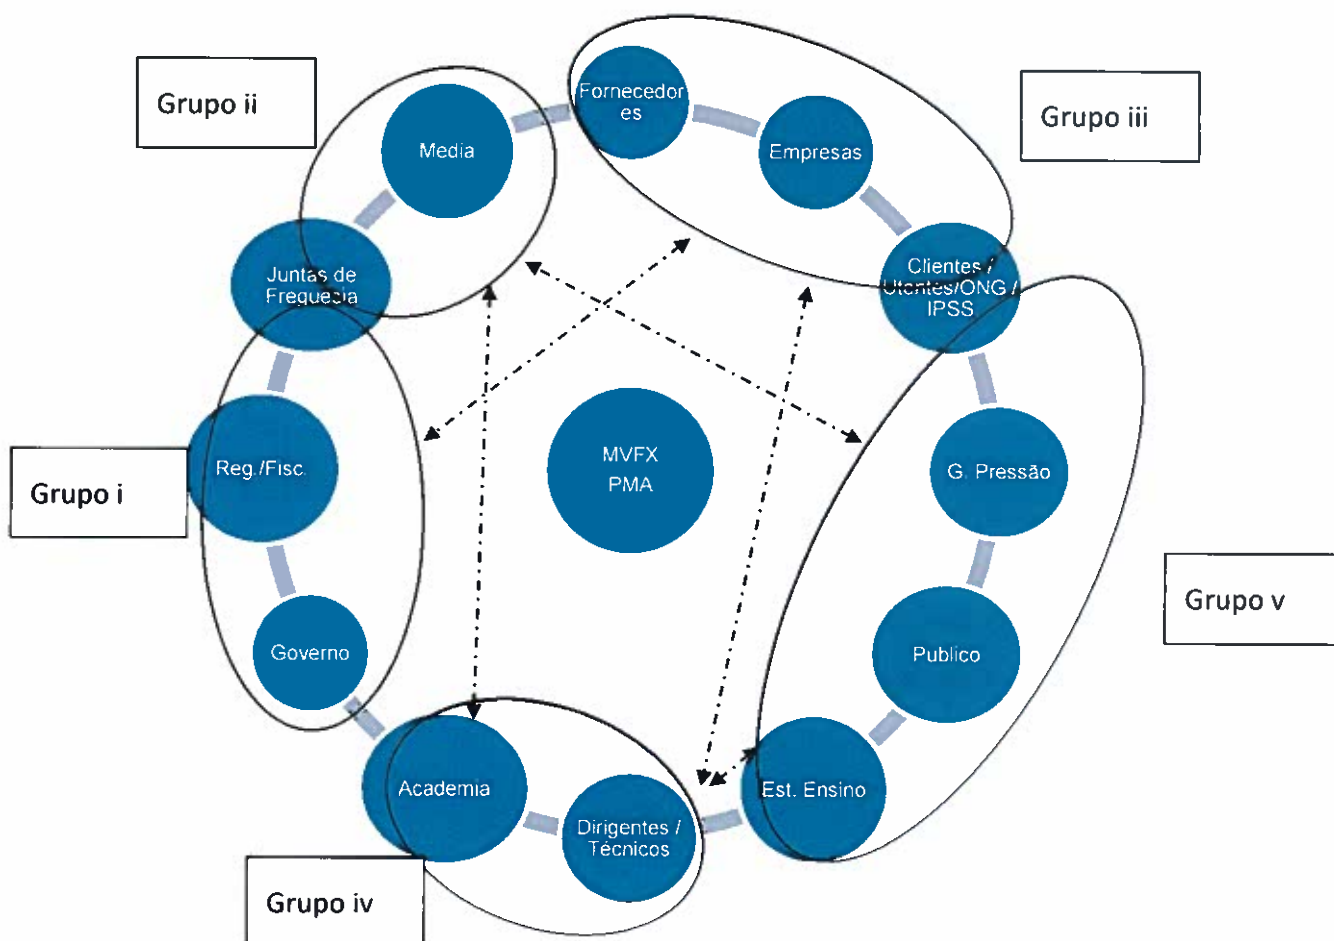 Grupo ii
Fornecedor
es
Grupo iii
Media
Empresas
Juntas de
Freguesia
Clientes /
Utentes/ONG /
IPSS
Reg./Fisc.
Grupo i
MVFX
PMA
G. Pressão
Grupo v
Governo
Publico
Academia
Est. Ensino
Dirigentes /
Técnicos
Grupo iv